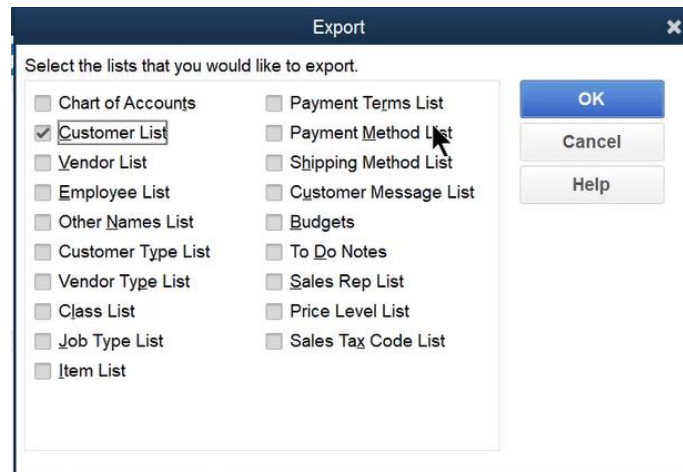 Export
Select the lists that you would like to export.
Chart of Accounts
Customer List
Vendor List
Employee List
Other Names List
Customer Type List
Vendor Type List
Class List
Job Type List
Item List
Payment Terms List
Payment Method List
Shipping Method List
Customer Message List
Budgets
To Do Notes
Sales Rep List
Price Level List
Sales Tax Code List
OK
Cancel
Help